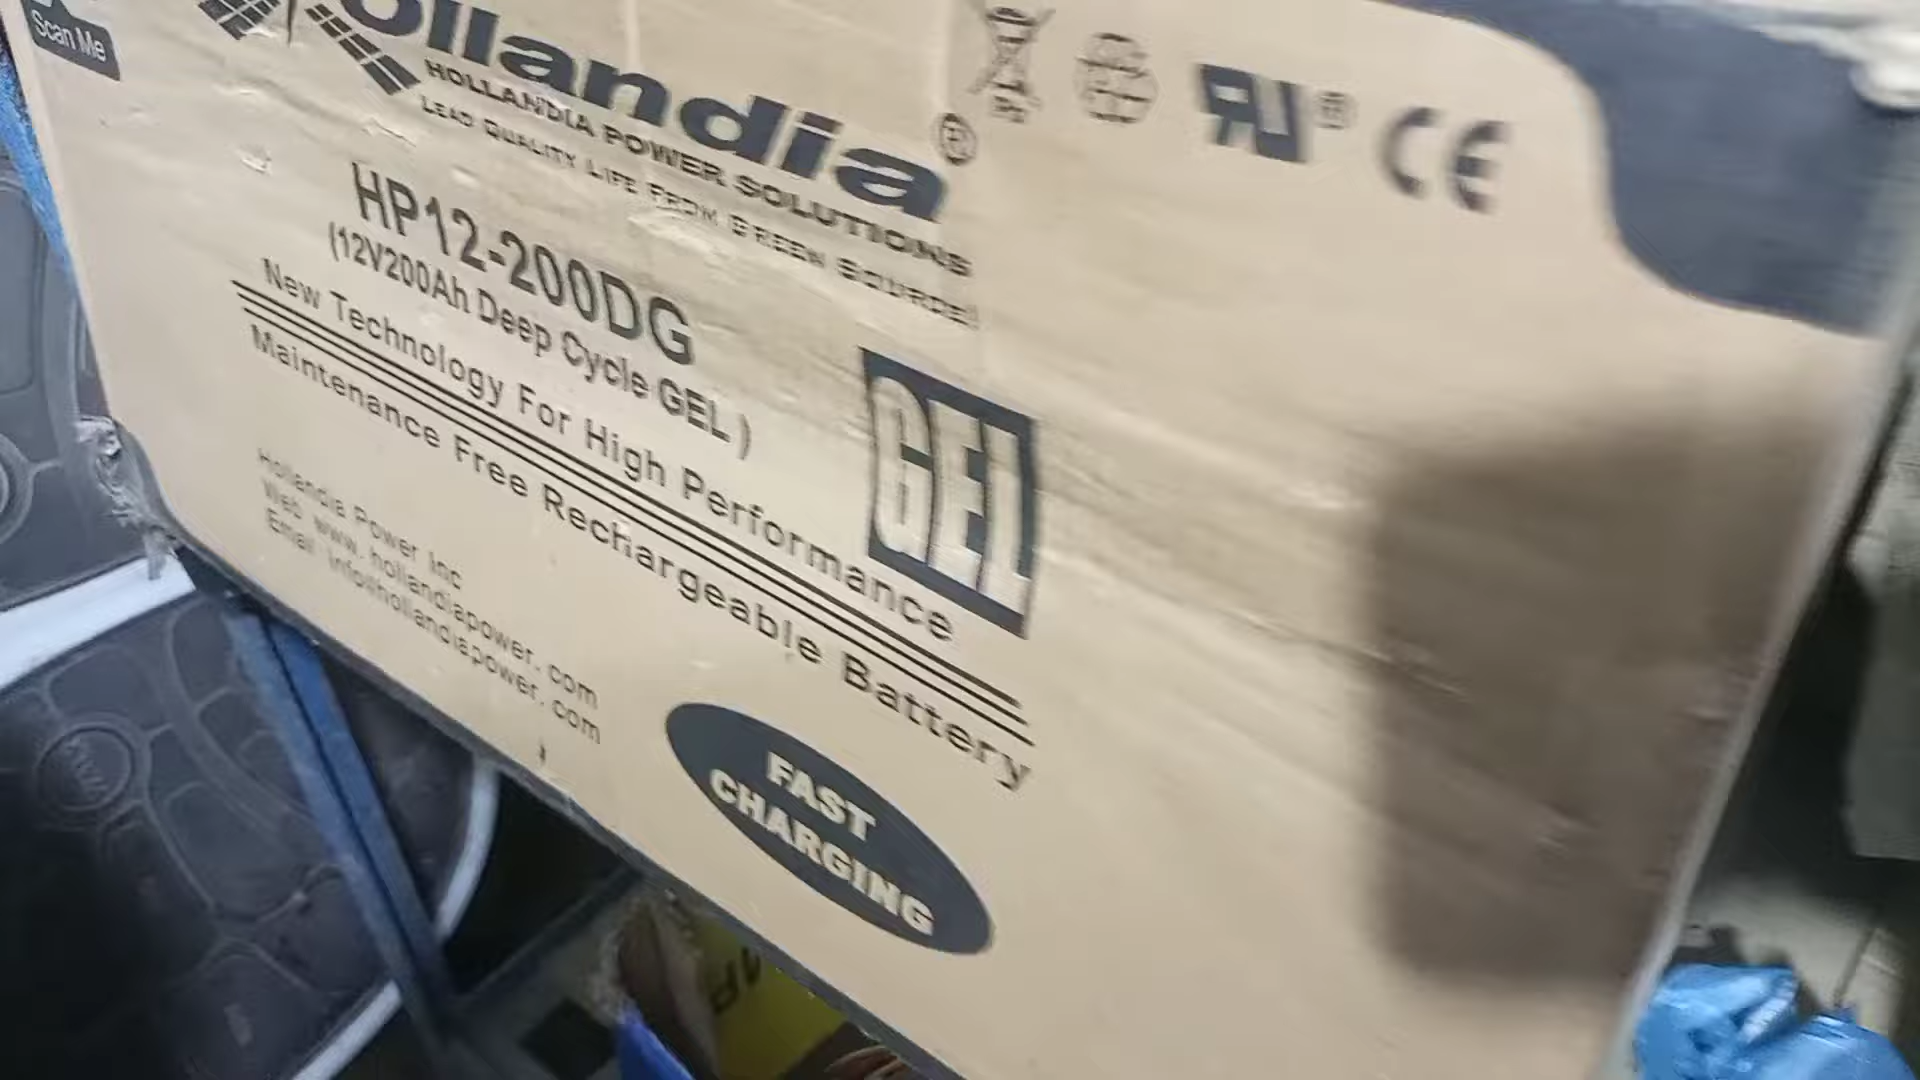 Scan Me
Hollandia®
HOLLANDIA POWER SOLUTIONS
LEAD QUALITY LIFE FROM GREEN SOURCE!
RU® CE
HP12-200DG
(12V200Ah Deep Cycle GEL)
New Technology For High Performance
Maintenance Free Rechargeable Battery
GEL
Hollandia Power Inc
Web www.hollandiapower.com
Email info@hollandiapower.com
FAST
CHARGING